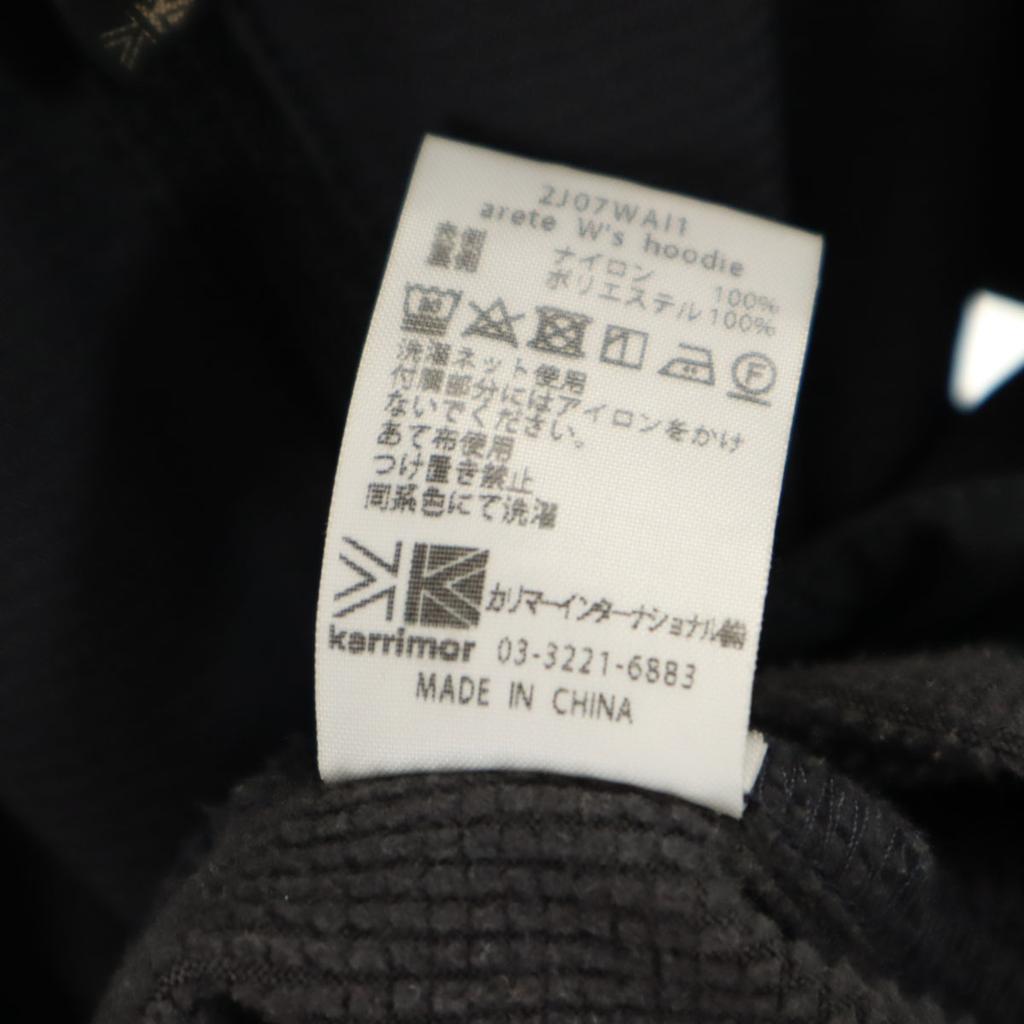 2J07WAI1
arete W's hoodie
表側 ナイロン 100%
裏側 ポリエステル 100%
F
洗濯ネット使用
付属部分にはアイロンをかけ
ないでください。
あて布使用
つけ置き禁止
同系色にて洗濯
karrimor
カリマーインターナショナル㈱
03-3221-6883
MADE IN CHINA